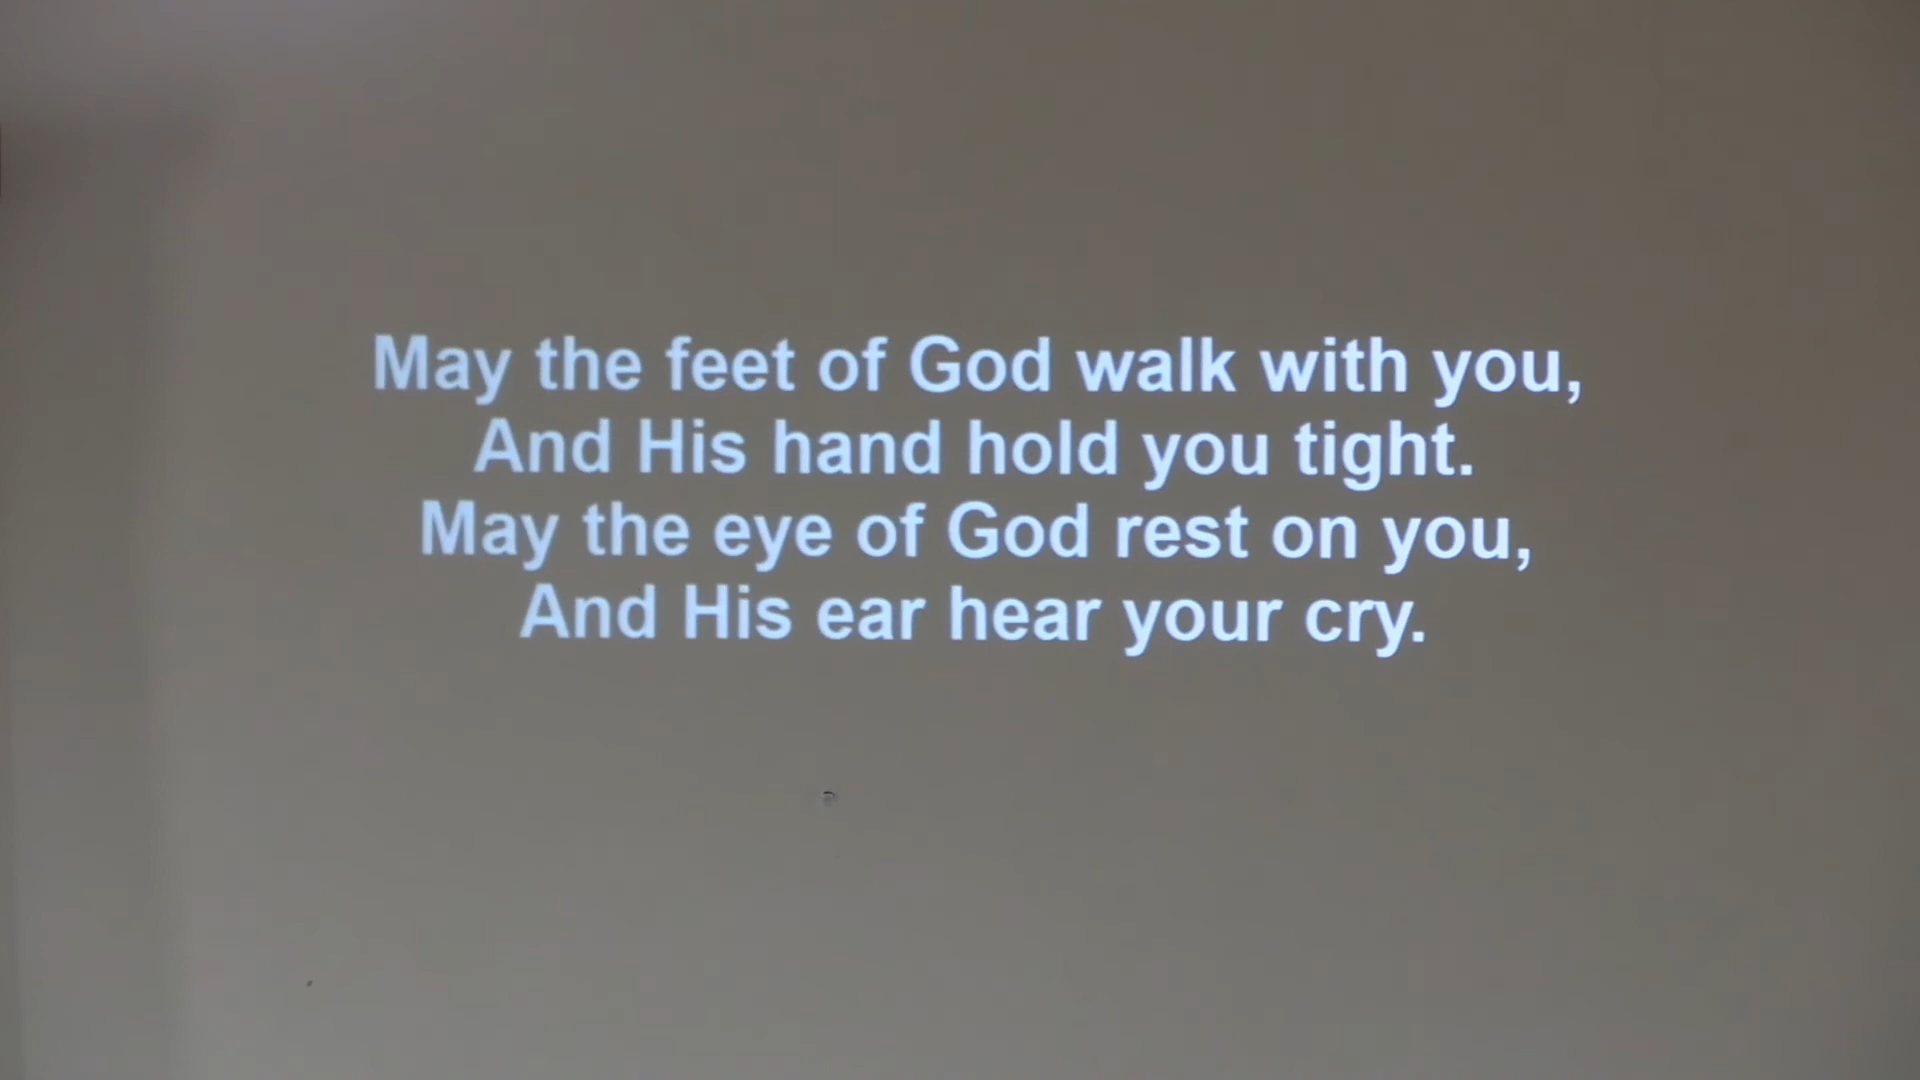 May the feet of God walk with you,
And His hand hold you tight.
May the eye of God rest on you,
And His ear hear your cry.